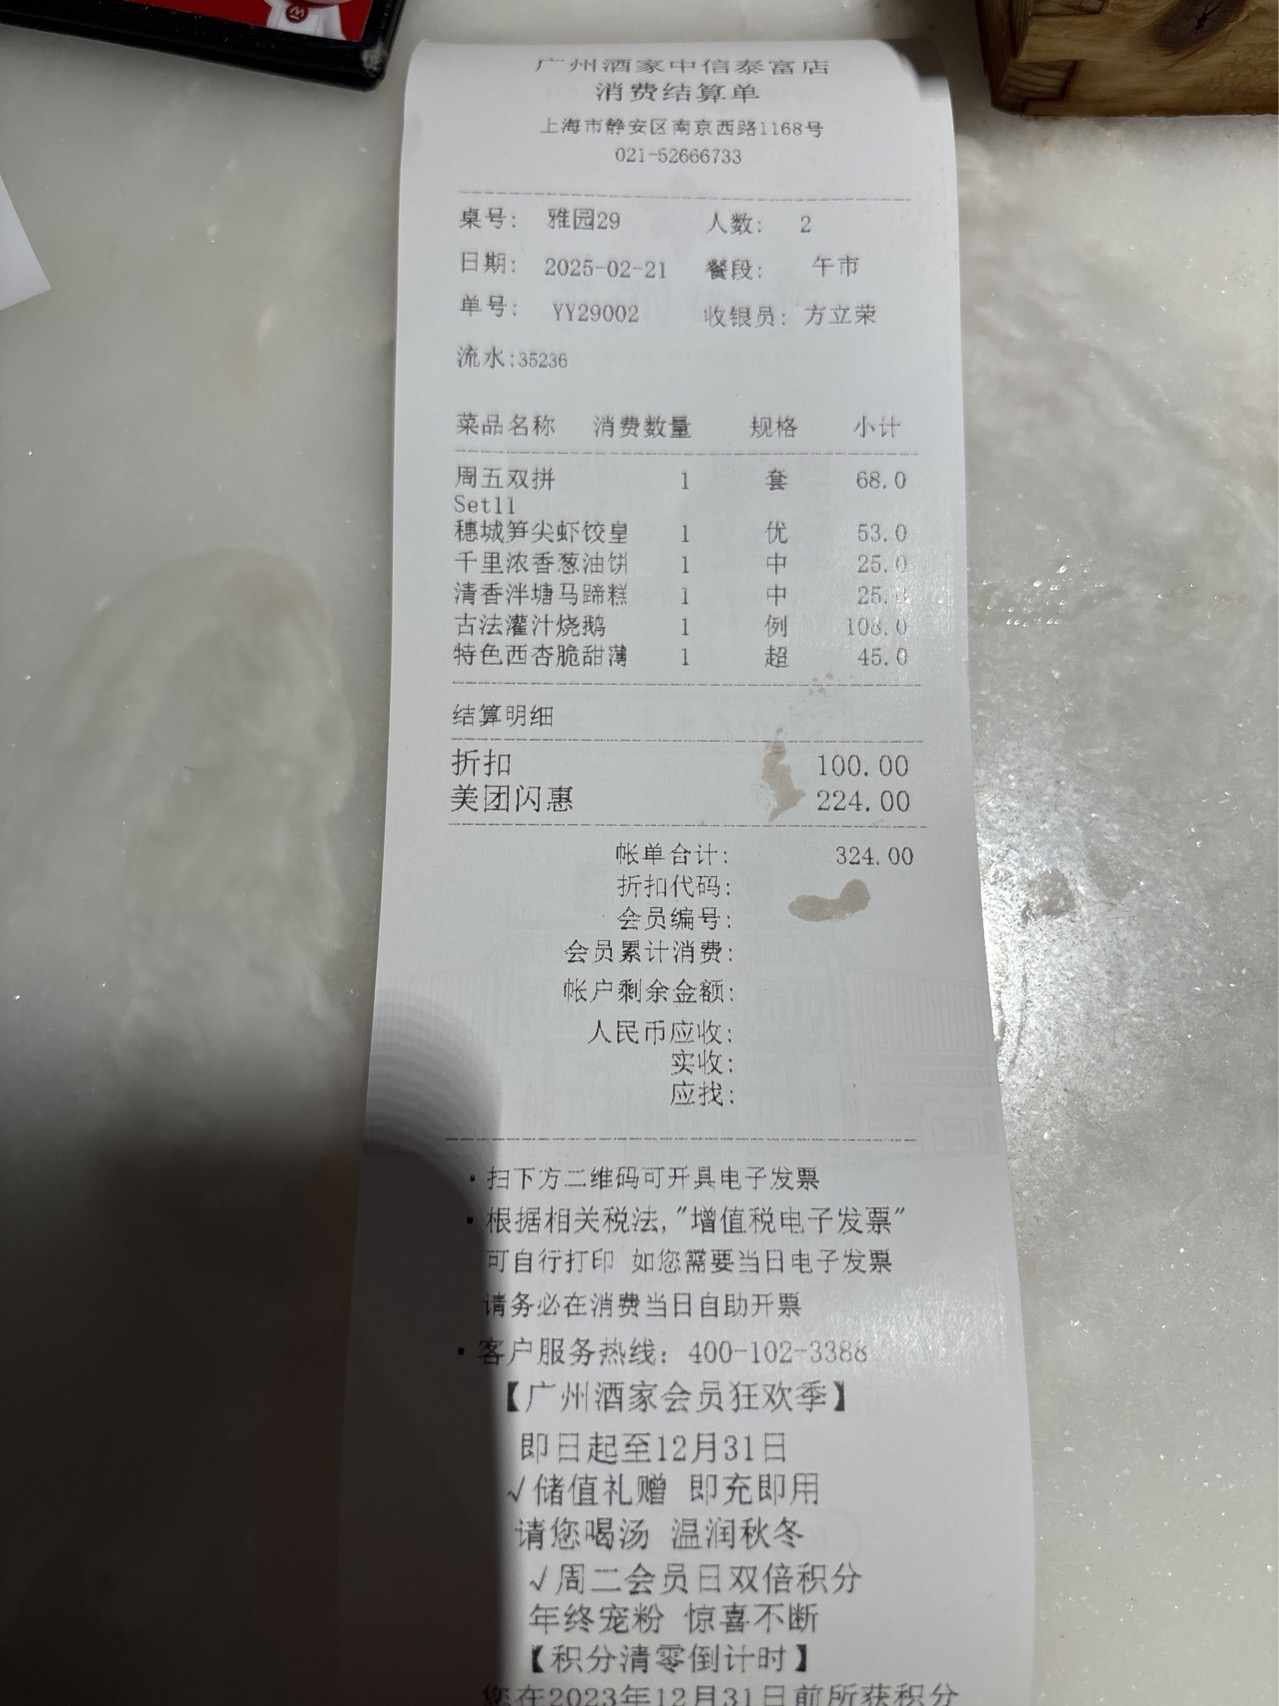 广州酒家中信泰富店
消费结算单
上海市静安区南京西路1168号
021-52666733
桌号: 雅园29 人数: 2
日期: 2025-02-21 餐段: 午市
单号: YY29002 收银员: 方立荣
流水:35236
菜品名称 消费数量 规格 小计
周五双拼 1 套 68.0
Set11
穗城笋尖虾饺皇 1 优 53.0
千里浓香葱油饼 1 中 25.0
清香泮塘马蹄糕 1 中 25.
古法灌汁烧鹅 1 例 108.0
特色西杏脆甜薄 1 超 45.0
结算明细
折扣 100.00
美团闪惠 224.00
帐单合计: 324.00
折扣代码:
会员编号:
会员累计消费:
帐户剩余金额:
人民币应收:
实收:
应找:
·扫下方二维码可开具电子发票
·根据相关税法,"增值税电子发票"
可自行打印 如您需要当日电子发票
请务必在消费当日自助开票
·客户服务热线: 400-102-3388
【广州酒家会员狂欢季】
即日起至12月31日
√储值礼赠 即充即用
请您喝汤 温润秋冬
√周二会员日双倍积分
年终宠粉 惊喜不断
【积分清零倒计时】
您在2023年12月31日前所获积分